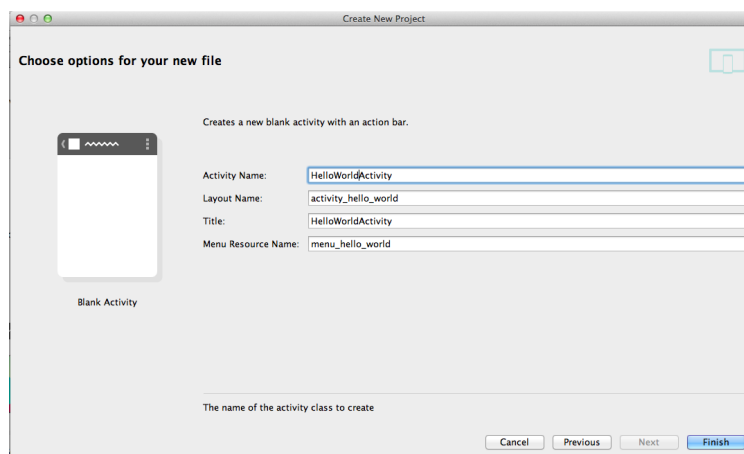 Create New Project
Choose options for your new file
Creates a new blank activity with an action bar.
Activity Name: HelloWorldActivity
Layout Name: activity_hello_world
Title: HelloWorldActivity
Menu Resource Name: menu_hello_world
Blank Activity
The name of the activity class to create
Cancel Previous Next Finish